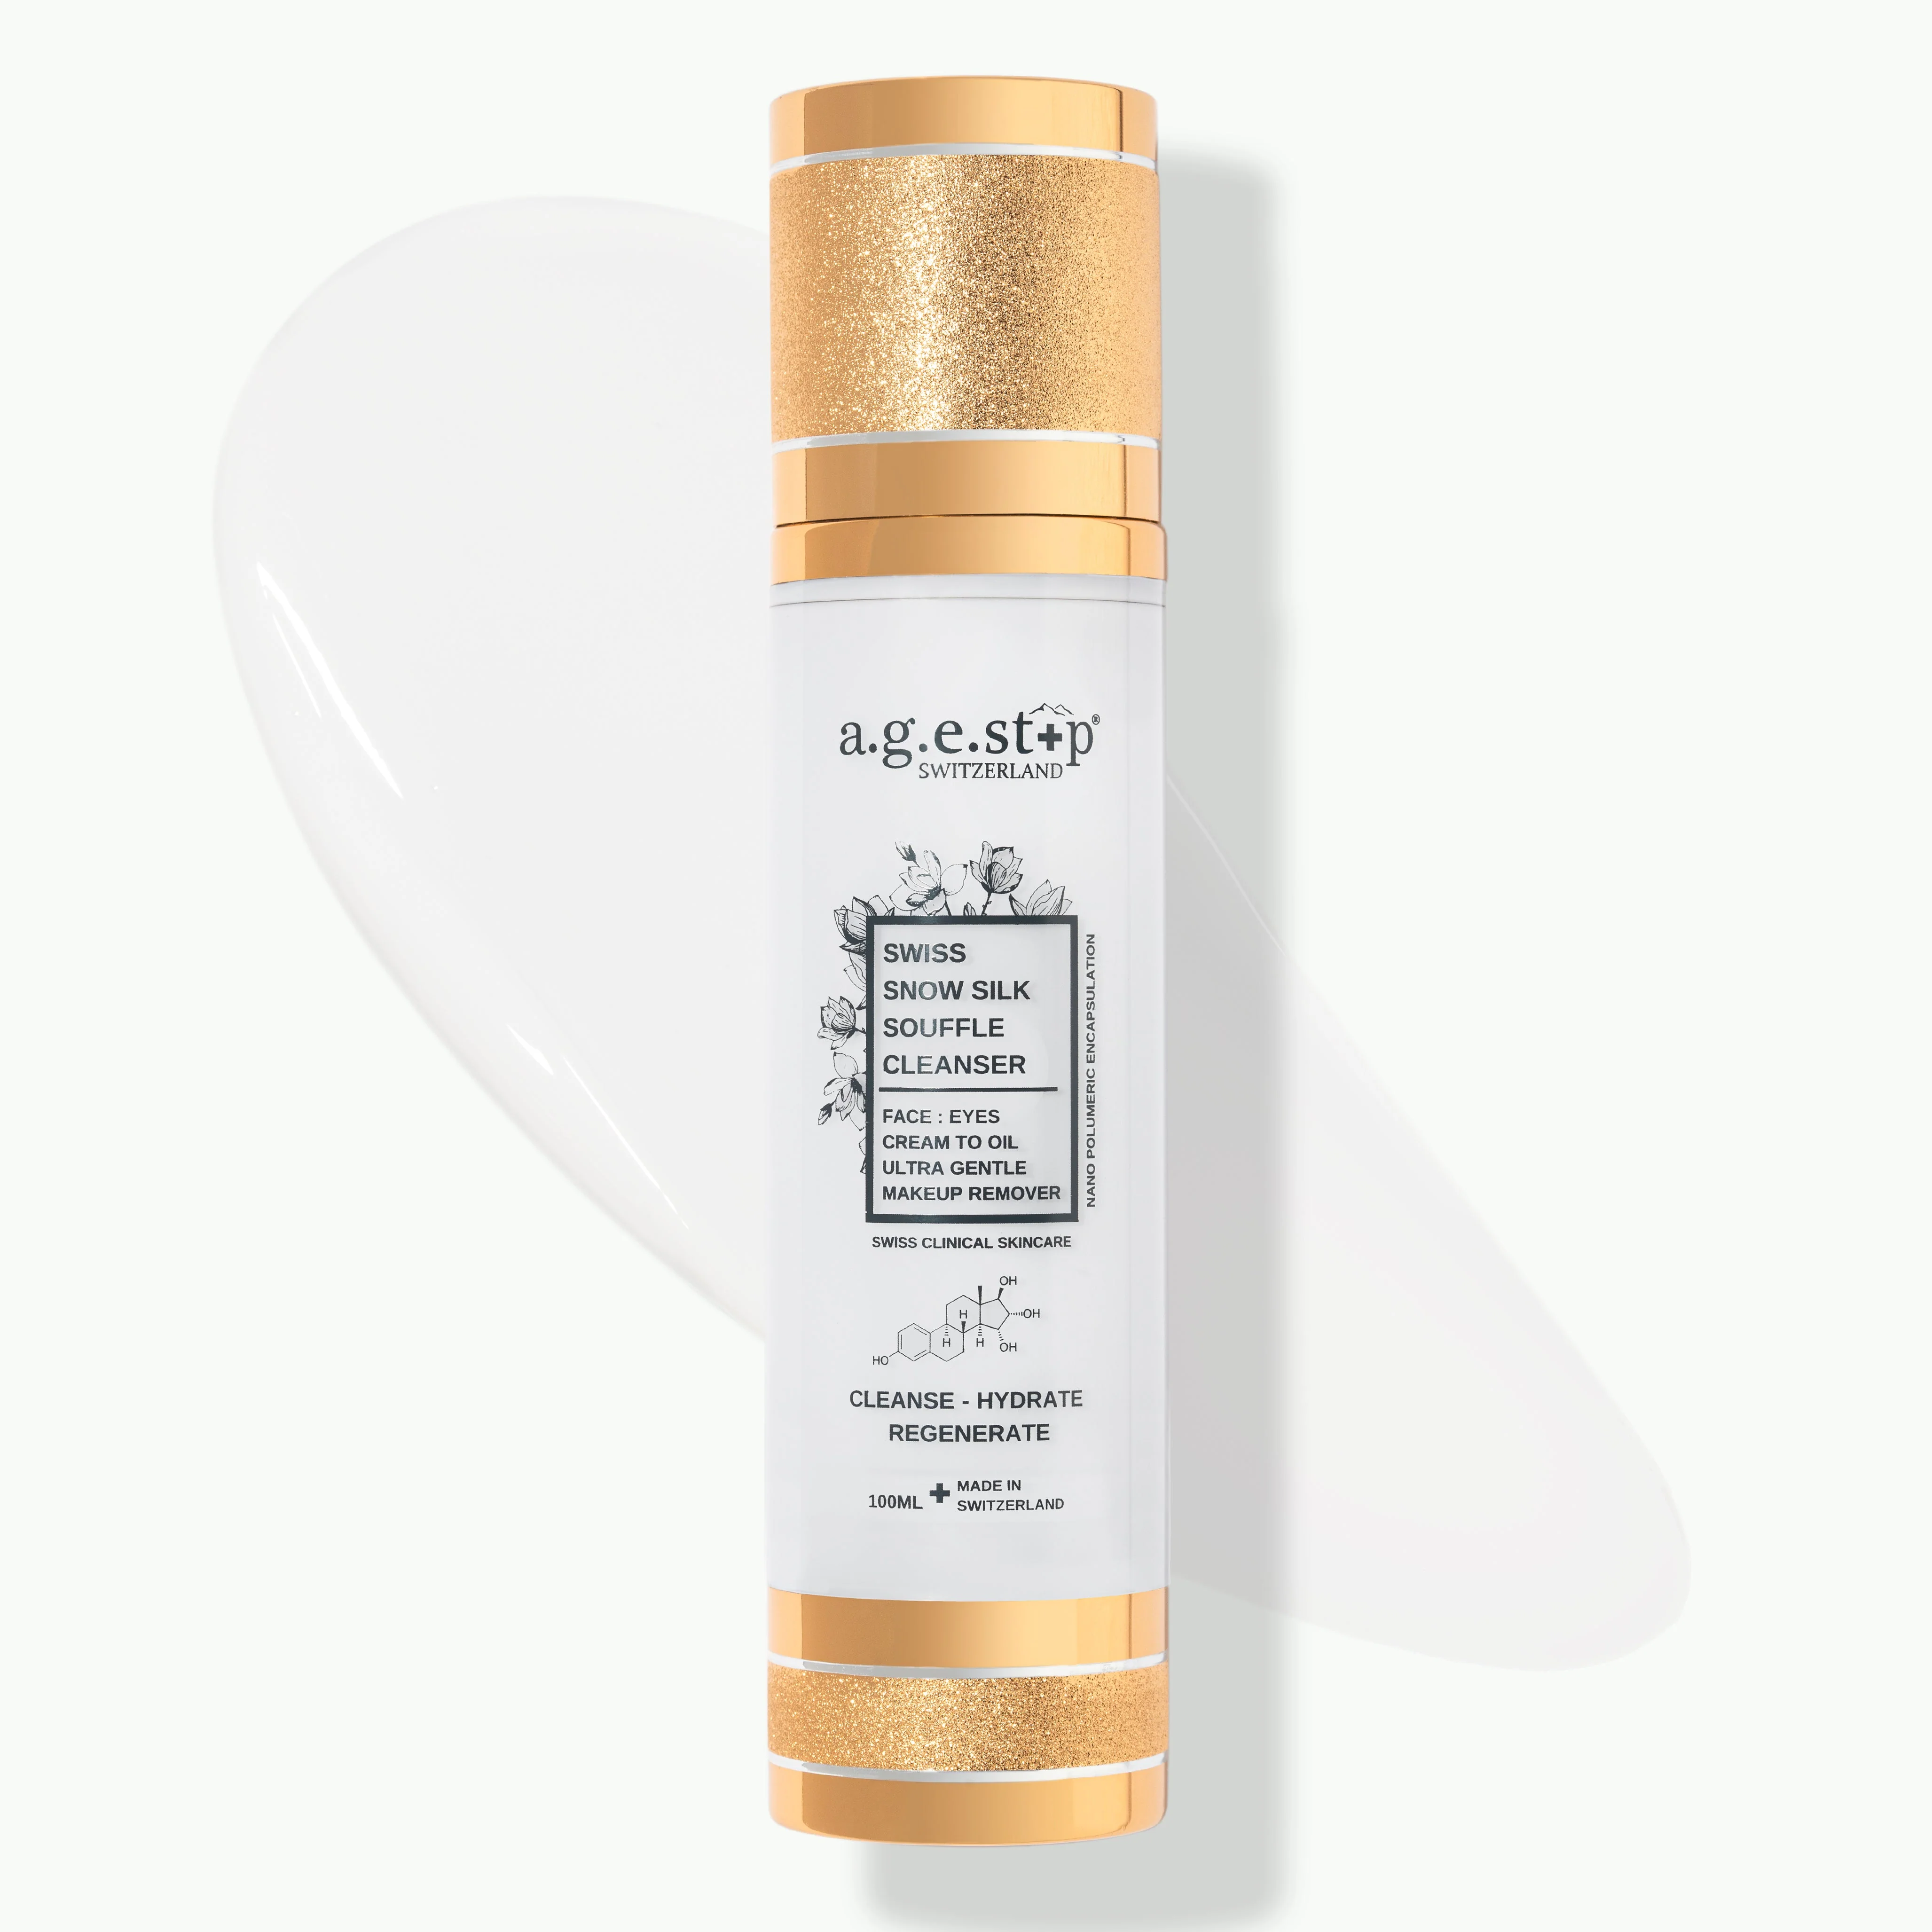 a.g.e.st+p®
SWITZERLAND
SWISS
SNOW SILK
SOUFFLE
CLEANSER
FACE : EYES
CREAM TO OIL
ULTRA GENTLE
MAKEUP REMOVER
NANO POLUMERIC ENCAPSULATION
SWISS CLINICAL SKINCARE
OH
H
OH
H
H
OH
HO
CLEANSE - HYDRATE
REGENERATE
100ML + MADE IN
SWITZERLAND